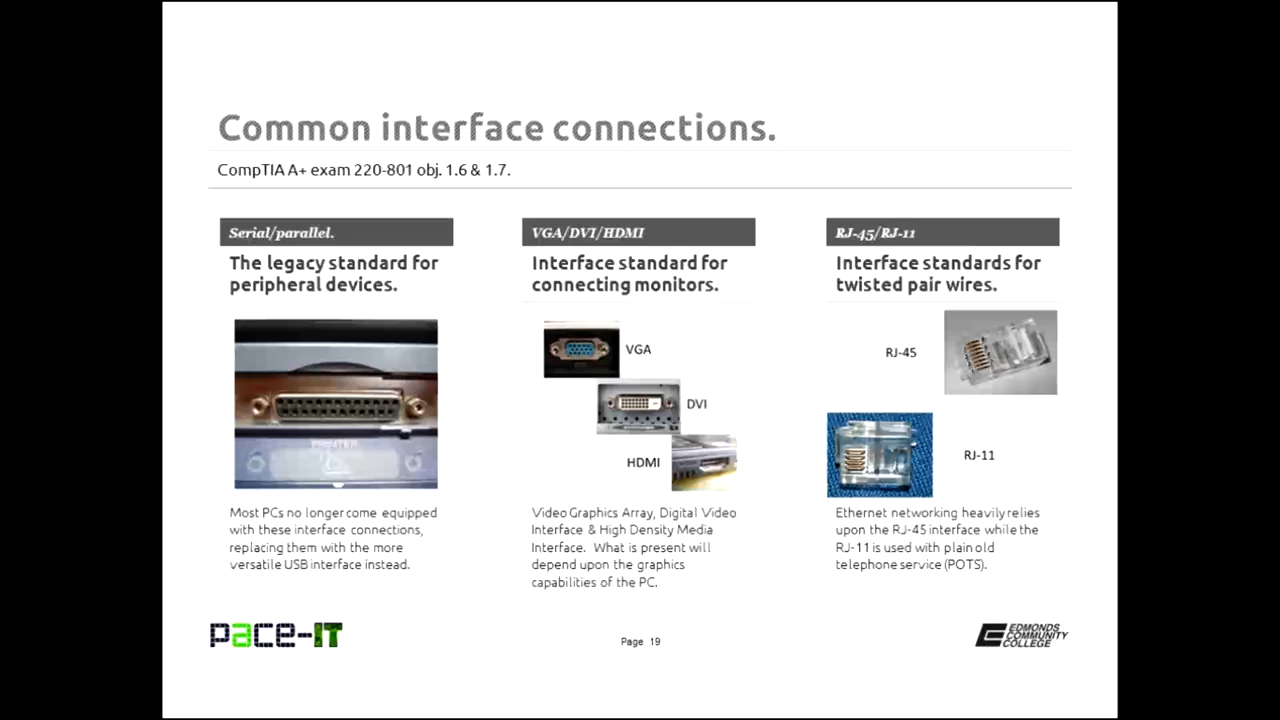 Common interface connections.
CompTIA A+ exam 220-801 obj. 1.6 & 1.7.
Serial/parallel.
The legacy standard for
peripheral devices.
PRINTER
Most PCs no longer come equipped
with these interface connections,
replacing them with the more
versatile USB interface instead.
VGA/DVI/HDMI
Interface standard for
connecting monitors.
VGA
DVI
HDMI
Video Graphics Array, Digital Video
Interface & High Density Media
Interface. What is present will
depend upon the graphics
capabilities of the PC.
RJ-45/RJ-11
Interface standards for
twisted pair wires.
RJ-45
RJ-11
Ethernet networking heavily relies
upon the RJ-45 interface while the
RJ-11 is used with plain old
telephone service (POTS).
pace-IT
Page 19
EDMONDS
COMMUNITY
COLLEGE